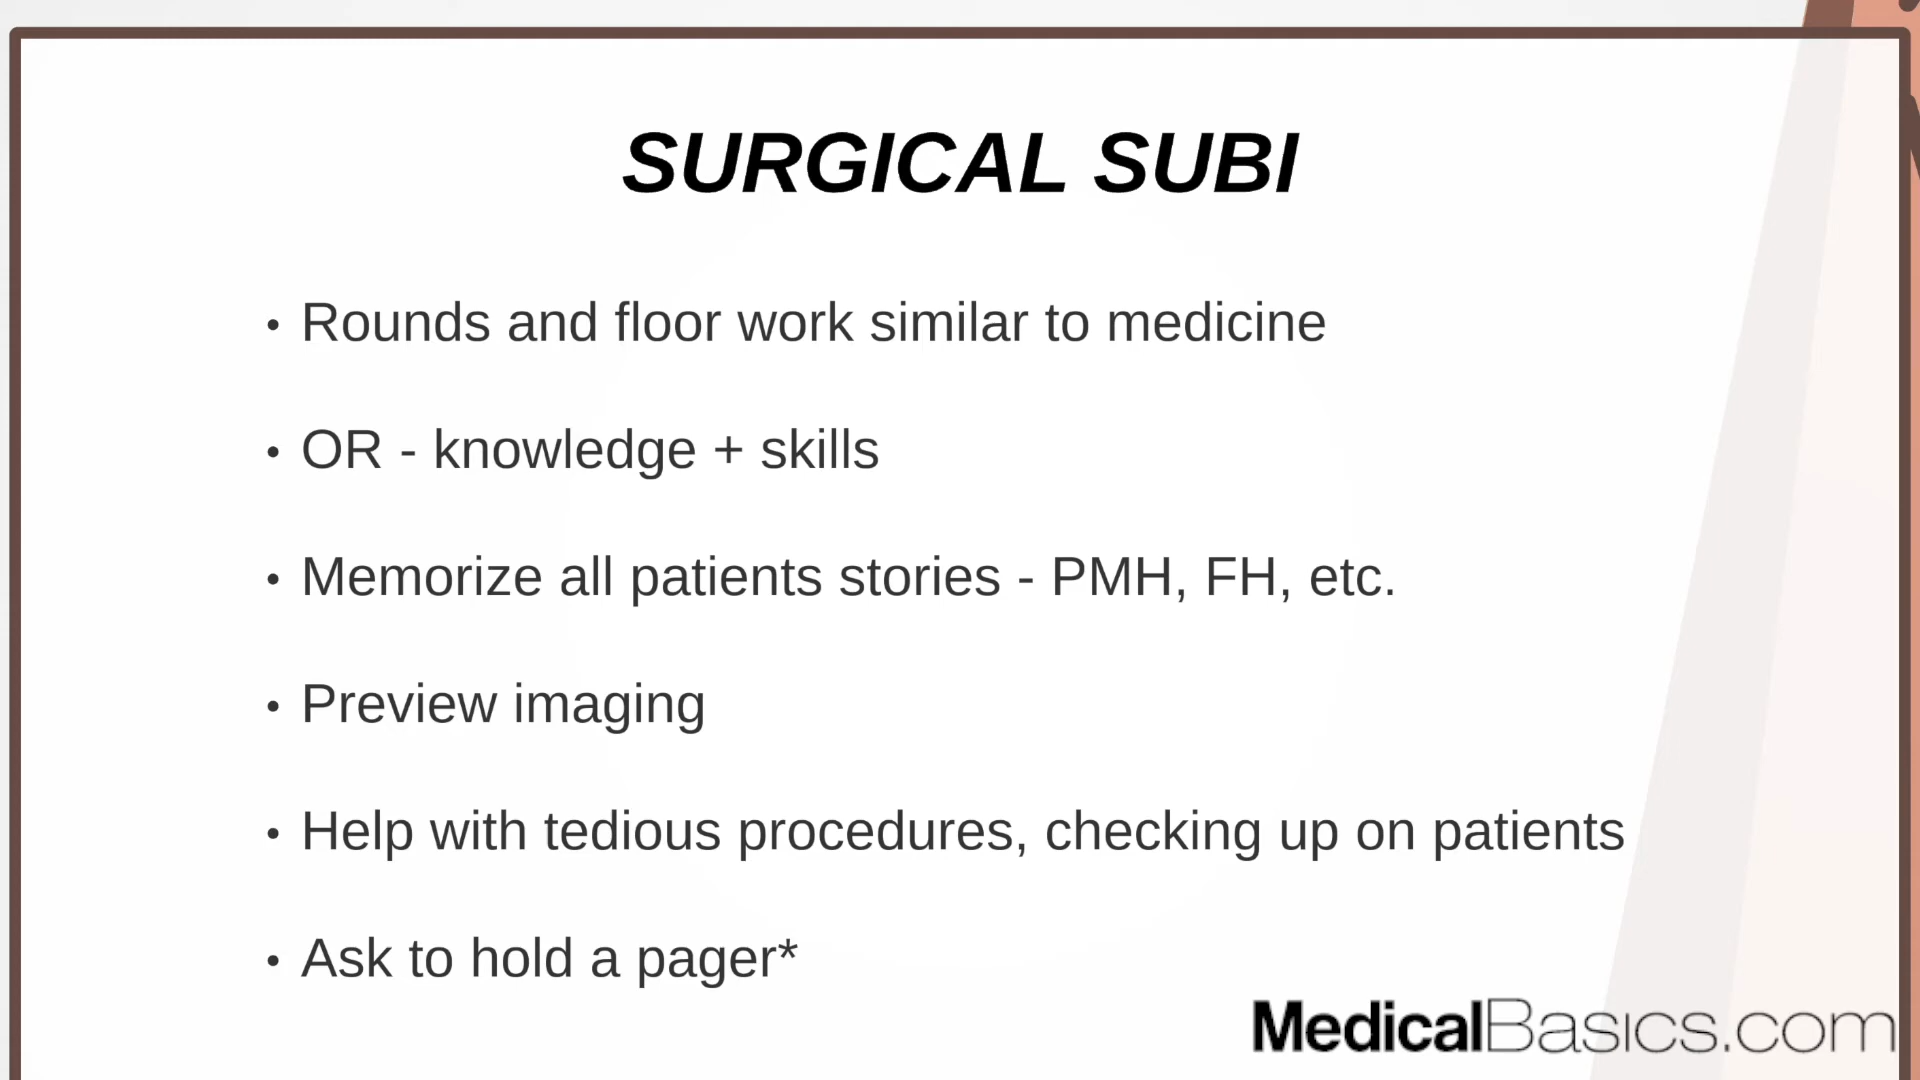 SURGICAL SUBI
• Rounds and floor work similar to medicine
• OR - knowledge + skills
• Memorize all patients stories - PMH, FH, etc.
• Preview imaging
• Help with tedious procedures, checking up on patients
• Ask to hold a pager*
MedicalBasics.com